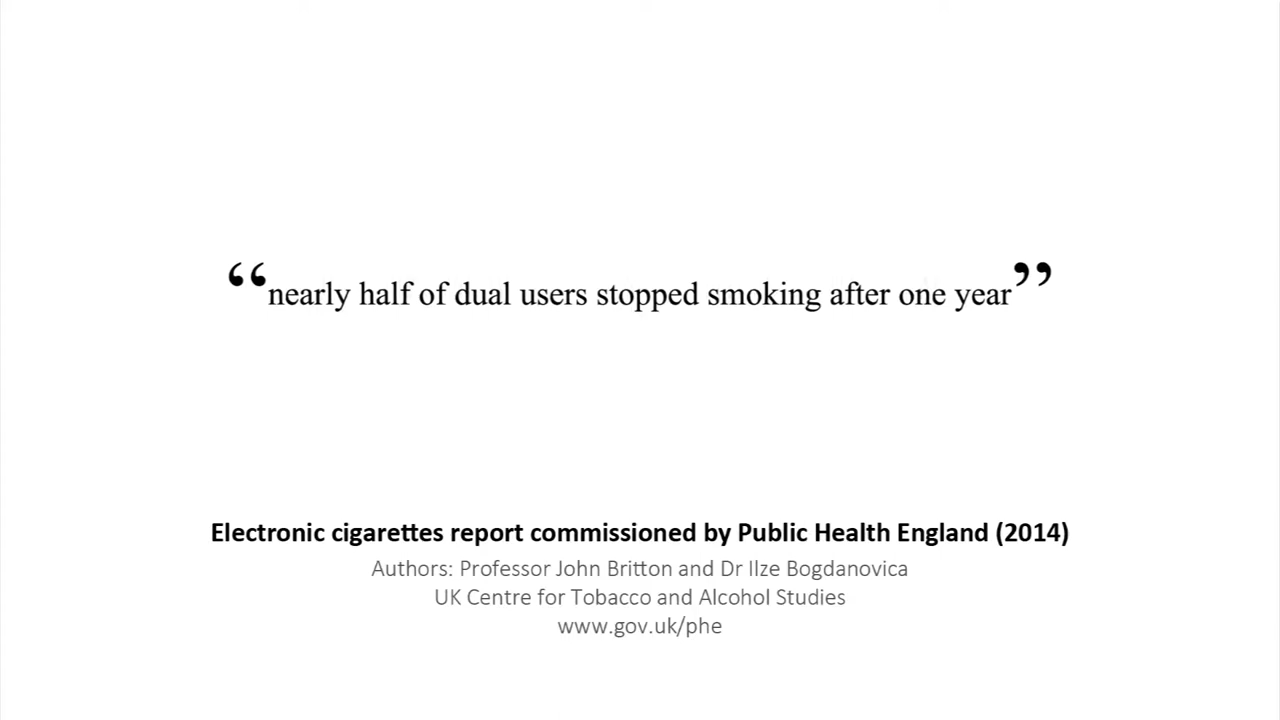 “nearly half of dual users stopped smoking after one year”
Electronic cigarettes report commissioned by Public Health England (2014)
Authors: Professor John Britton and Dr Ilze Bogdanovica
UK Centre for Tobacco and Alcohol Studies
www.gov.uk/phe